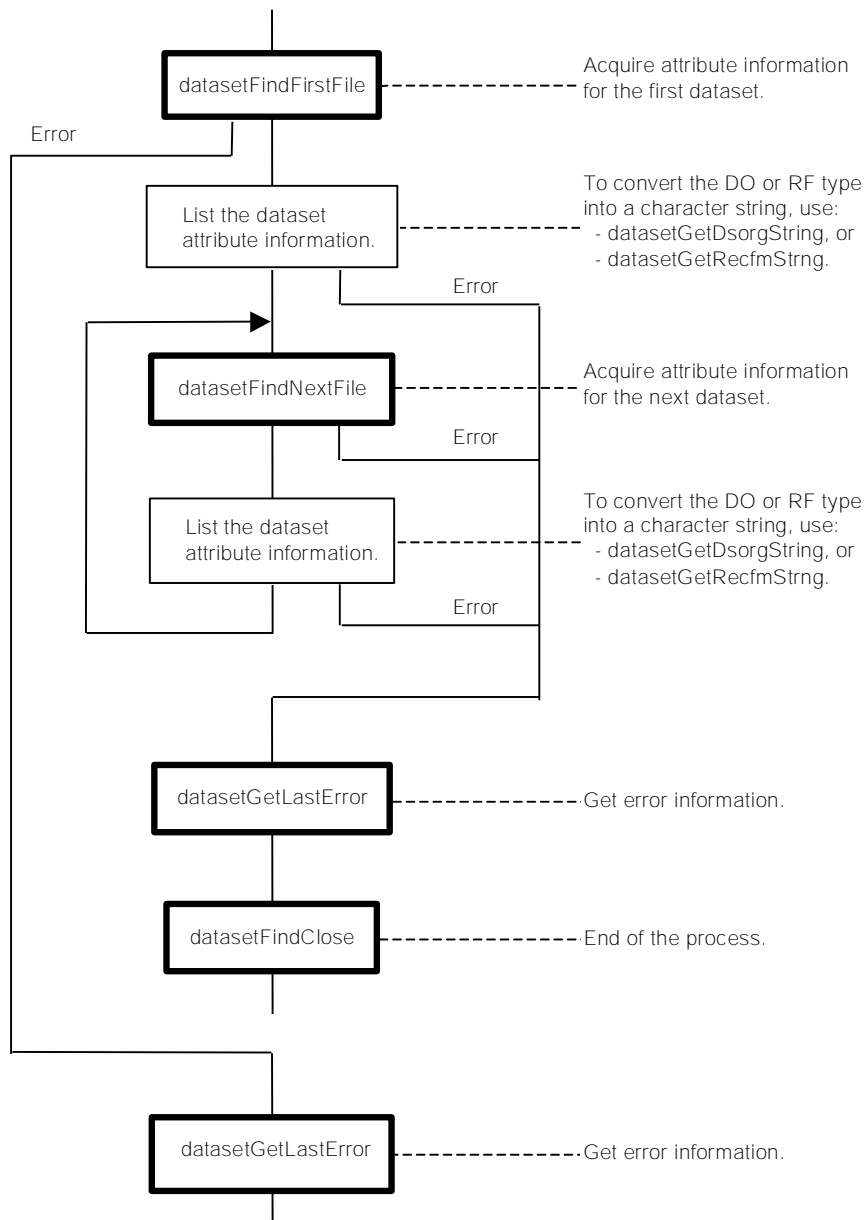 datasetFindFirstFile
Acquire attribute information
for the first dataset.
Error
List the dataset
attribute information.
To convert the DO or RF type
into a character string, use:
- datasetGetDsorgString, or
- datasetGetRecfmStrng.
Error
datasetFindNextFile
Acquire attribute information
for the next dataset.
Error
List the dataset
attribute information.
To convert the DO or RF type
into a character string, use:
- datasetGetDsorgString, or
- datasetGetRecfmStrng.
Error
datasetGetLastError
Get error information.
datasetFindClose
End of the process.
datasetGetLastError
Get error information.